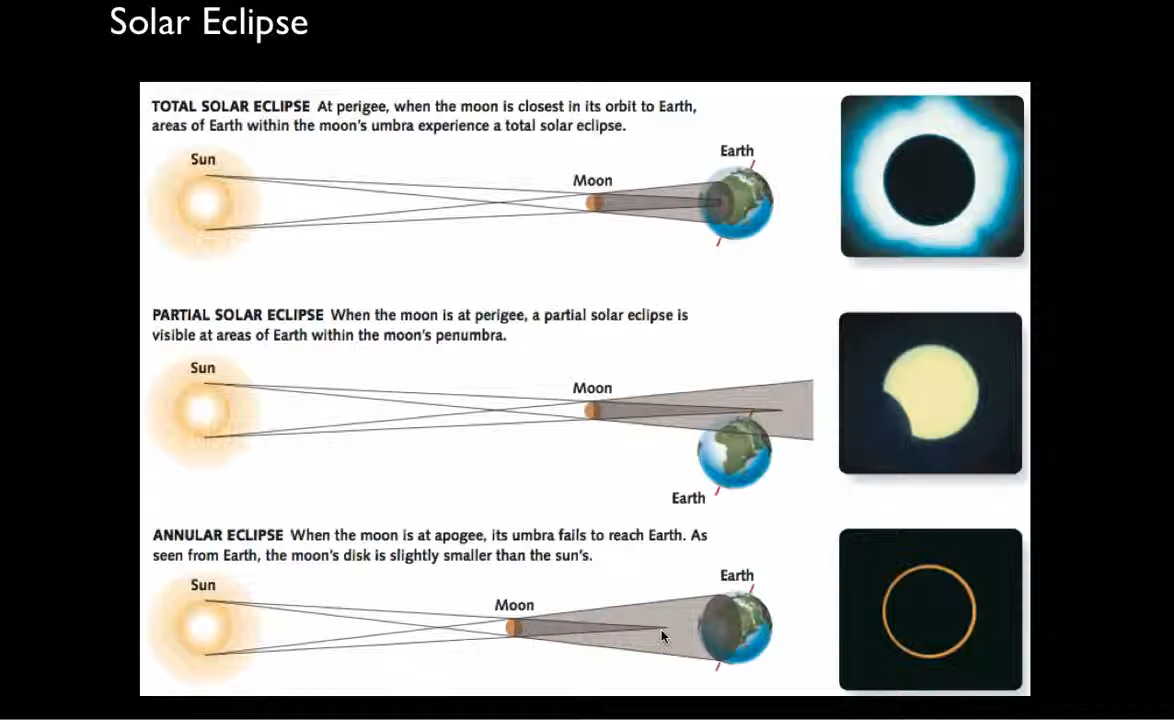 Solar Eclipse
TOTAL SOLAR ECLIPSE At perigee, when the moon is closest in its orbit to Earth,
areas of Earth within the moon's umbra experience a total solar eclipse.
Sun
Moon
Earth
PARTIAL SOLAR ECLIPSE When the moon is at perigee, a partial solar eclipse is
visible at areas of Earth within the moon's penumbra.
Sun
Moon
Earth
ANNULAR ECLIPSE When the moon is at apogee, its umbra fails to reach Earth. As
seen from Earth, the moon's disk is slightly smaller than the sun's.
Sun
Moon
Earth